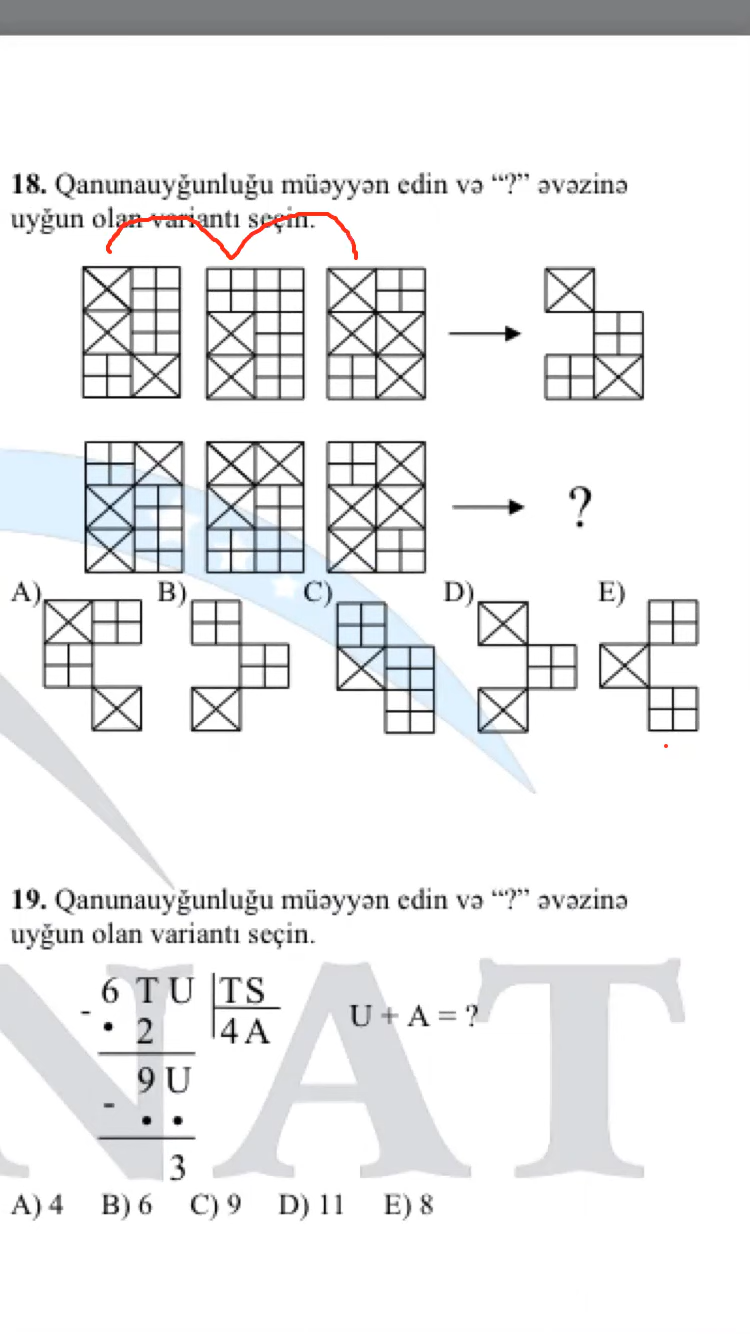 18. Qanunauyğunluğu müəyyən edin və “?” əvəzinə
uyğun olan variantı seçin.
?
A) B) C) D) E)
19. Qanunauyğunluğu müəyyən edin və “?” əvəzinə
uyğun olan variantı seçin.
- 6 T U TS
• 2 4 A U + A = ?
9 U
- • •
3
A) 4 B) 6 C) 9 D) 11 E) 8
NAT